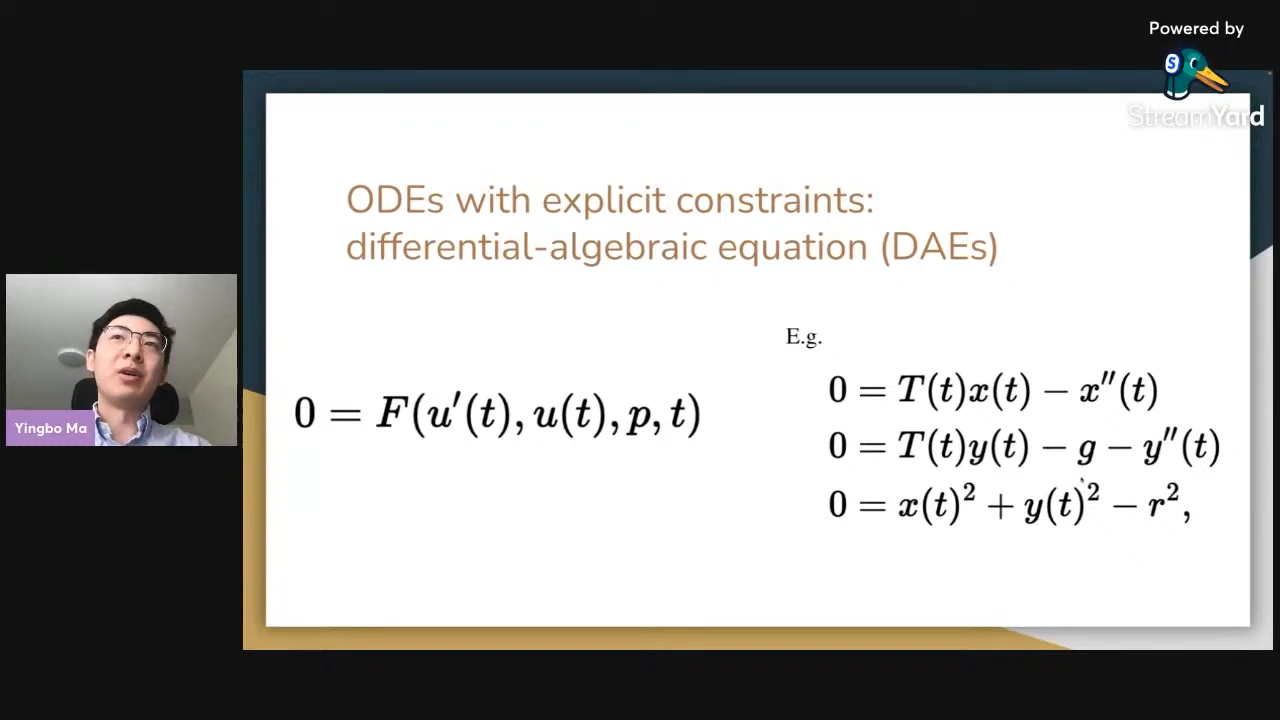 Powered by
S
StreamYard
ODEs with explicit constraints:
differential-algebraic equation (DAEs)
E.g.
0 = F(u′(t), u(t), p, t)
0 = T(t)x(t) − x″(t)
0 = T(t)y(t) − g − y″(t)
0 = x(t)² + y(t)² − r²,
Yingbo Ma